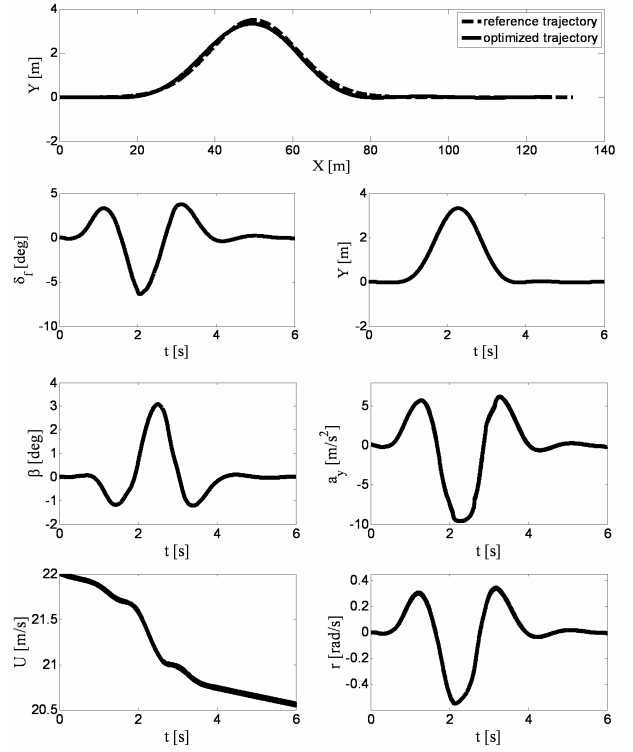 4
2
0
-2
Y [m]
reference trajectory
optimized trajectory
0 20 40 60 80 100 120 140
X [m]
5
0
-5
-10
δf [deg]
0 2 4 6
t [s]
4
2
0
-2
Y [m]
0 2 4 6
t [s]
4
3
2
1
0
-1
-2
β [deg]
0 2 4 6
t [s]
5
0
-5
-10
ay [m/s²]
0 2 4 6
t [s]
22
21.5
21
20.5
U [m/s]
0 2 4 6
t [s]
0.4
0.2
0
-0.2
-0.4
r [rad/s]
0 2 4 6
t [s]